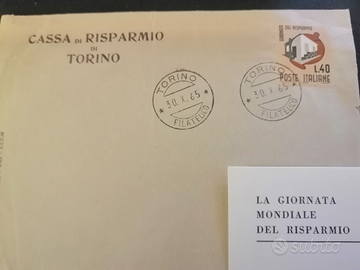 CASSA DI RISPARMIO
DI
TORINO
GIORNATA DEL RISPARMIO
L.40
POSTE ITALIANE
TORINO
* 30. X. 65 *
FILATELICO
TORINO
* 30. X. 65 *
FILATELICO
LA GIORNATA
MONDIALE
DEL RISPARMIO
subito